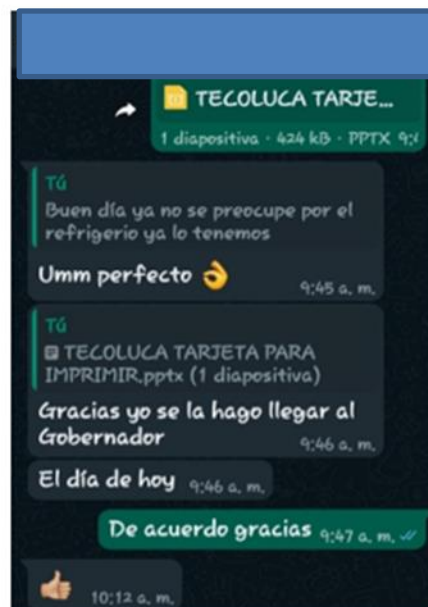 TECOLUCA TARJE...
1 diapositiva · 424 kB · PPTX
Tú
Buen día ya no se preocupe por el
refrigerio ya lo tenemos
Umm perfecto 👌
9:45 a. m.
Tú
TECOLUCA TARJETA PARA
IMPRIMIR.pptx (1 diapositiva)
Gracias yo se la hago llegar al
Gobernador
9:46 a. m.
El día de hoy 9:46 a. m.
De acuerdo gracias 9:47 a. m.
👍🏼
10:12 a. m.